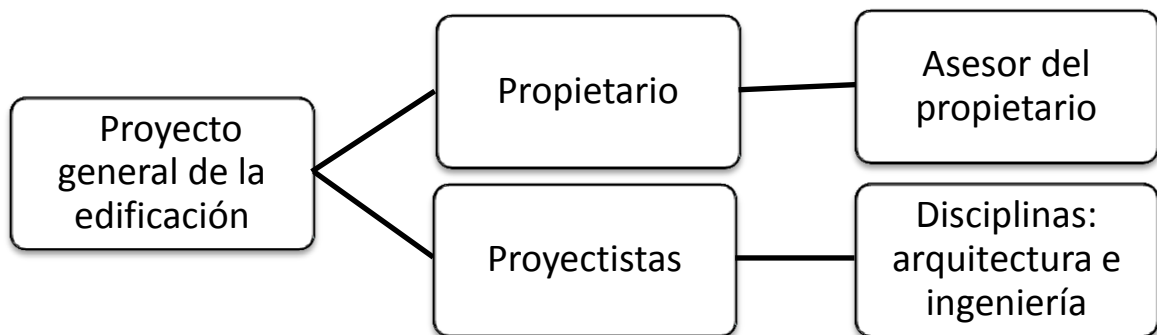 Proyecto
general de la
edificación
Propietario
Asesor del
propietario
Proyectistas
Disciplinas:
arquitectura e
ingeniería